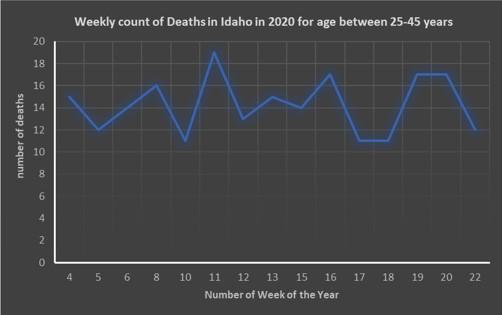 Weekly count of Deaths in Idaho in 2020 for age between 25-45 years
number of deaths
20
18
16
14
12
10
8
6
4
2
0
4 5 6 8 10 11 12 13 15 16 17 18 19 20 22
Number of Week of the Year